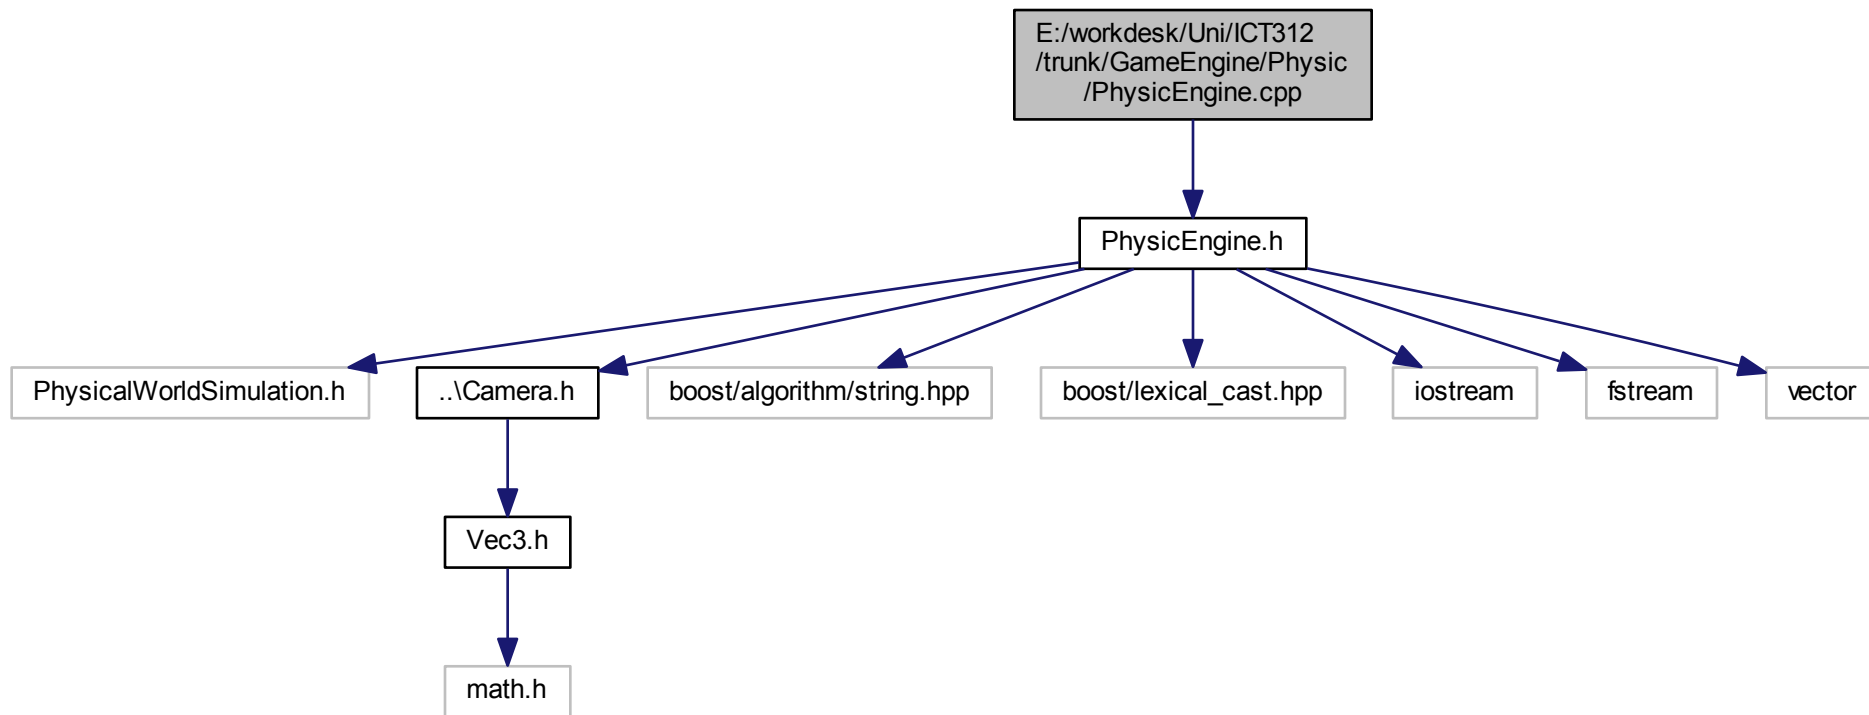 E:/workdesk/Uni/ICT312
/trunk/GameEngine/Physic
/PhysicEngine.cpp
PhysicEngine.h
PhysicalWorldSimulation.h
..\Camera.h
boost/algorithm/string.hpp
boost/lexical_cast.hpp
iostream
fstream
vector
Vec3.h
math.h